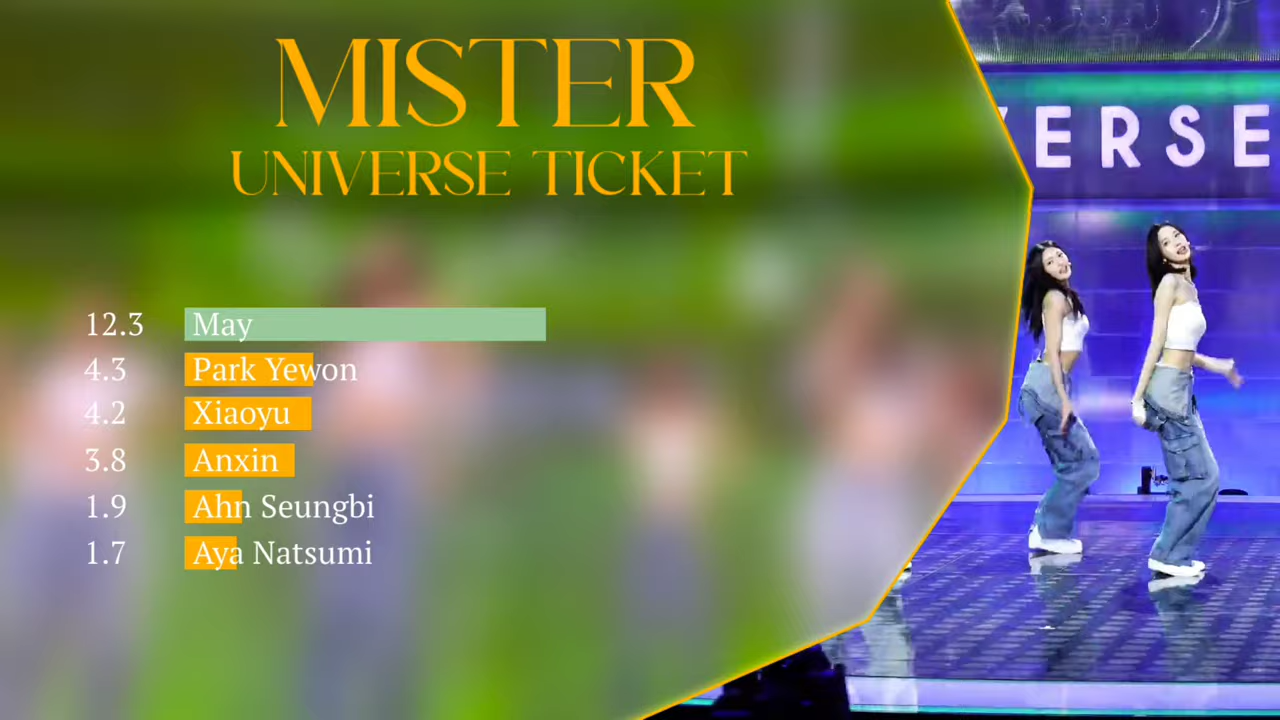 MISTER
UNIVERSE TICKET
VERSE
12.3 May
4.3 Park Yewon
4.2 Xiaoyu
3.8 Anxin
1.9 Ahn Seungbi
1.7 Aya Natsumi